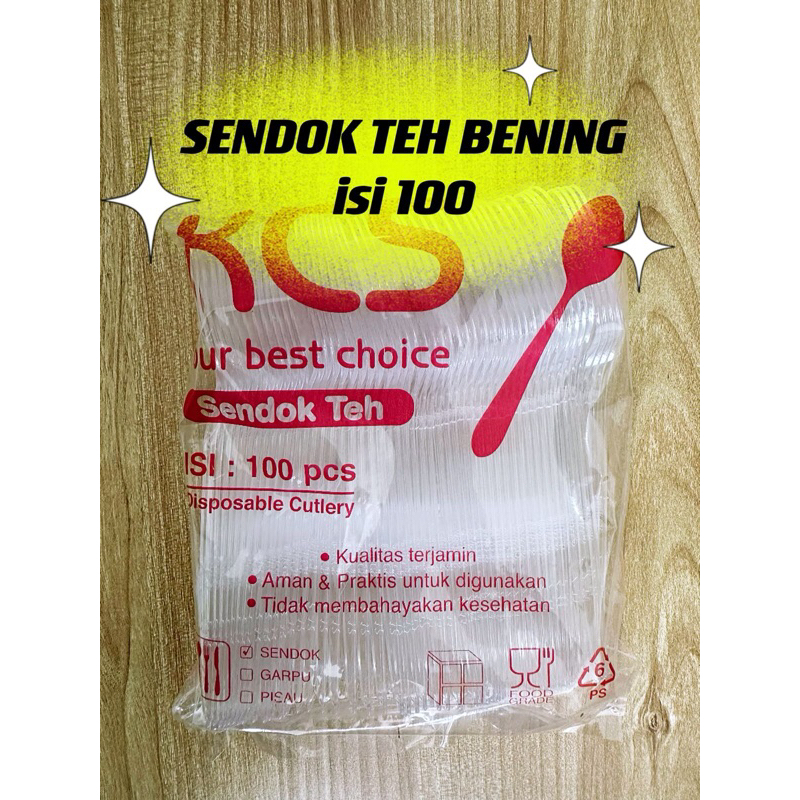 SENDOK TEH BENING
isi 100
KCS
our best choice
Sendok Teh
ISI : 100 pcs
Disposable Cutlery
• Kualitas terjamin
• Aman & Praktis untuk digunakan
• Tidak membahayakan kesehatan
☑ SENDOK
☐ GARPU
☐ PISAU
FOOD
GRADE
6
PS